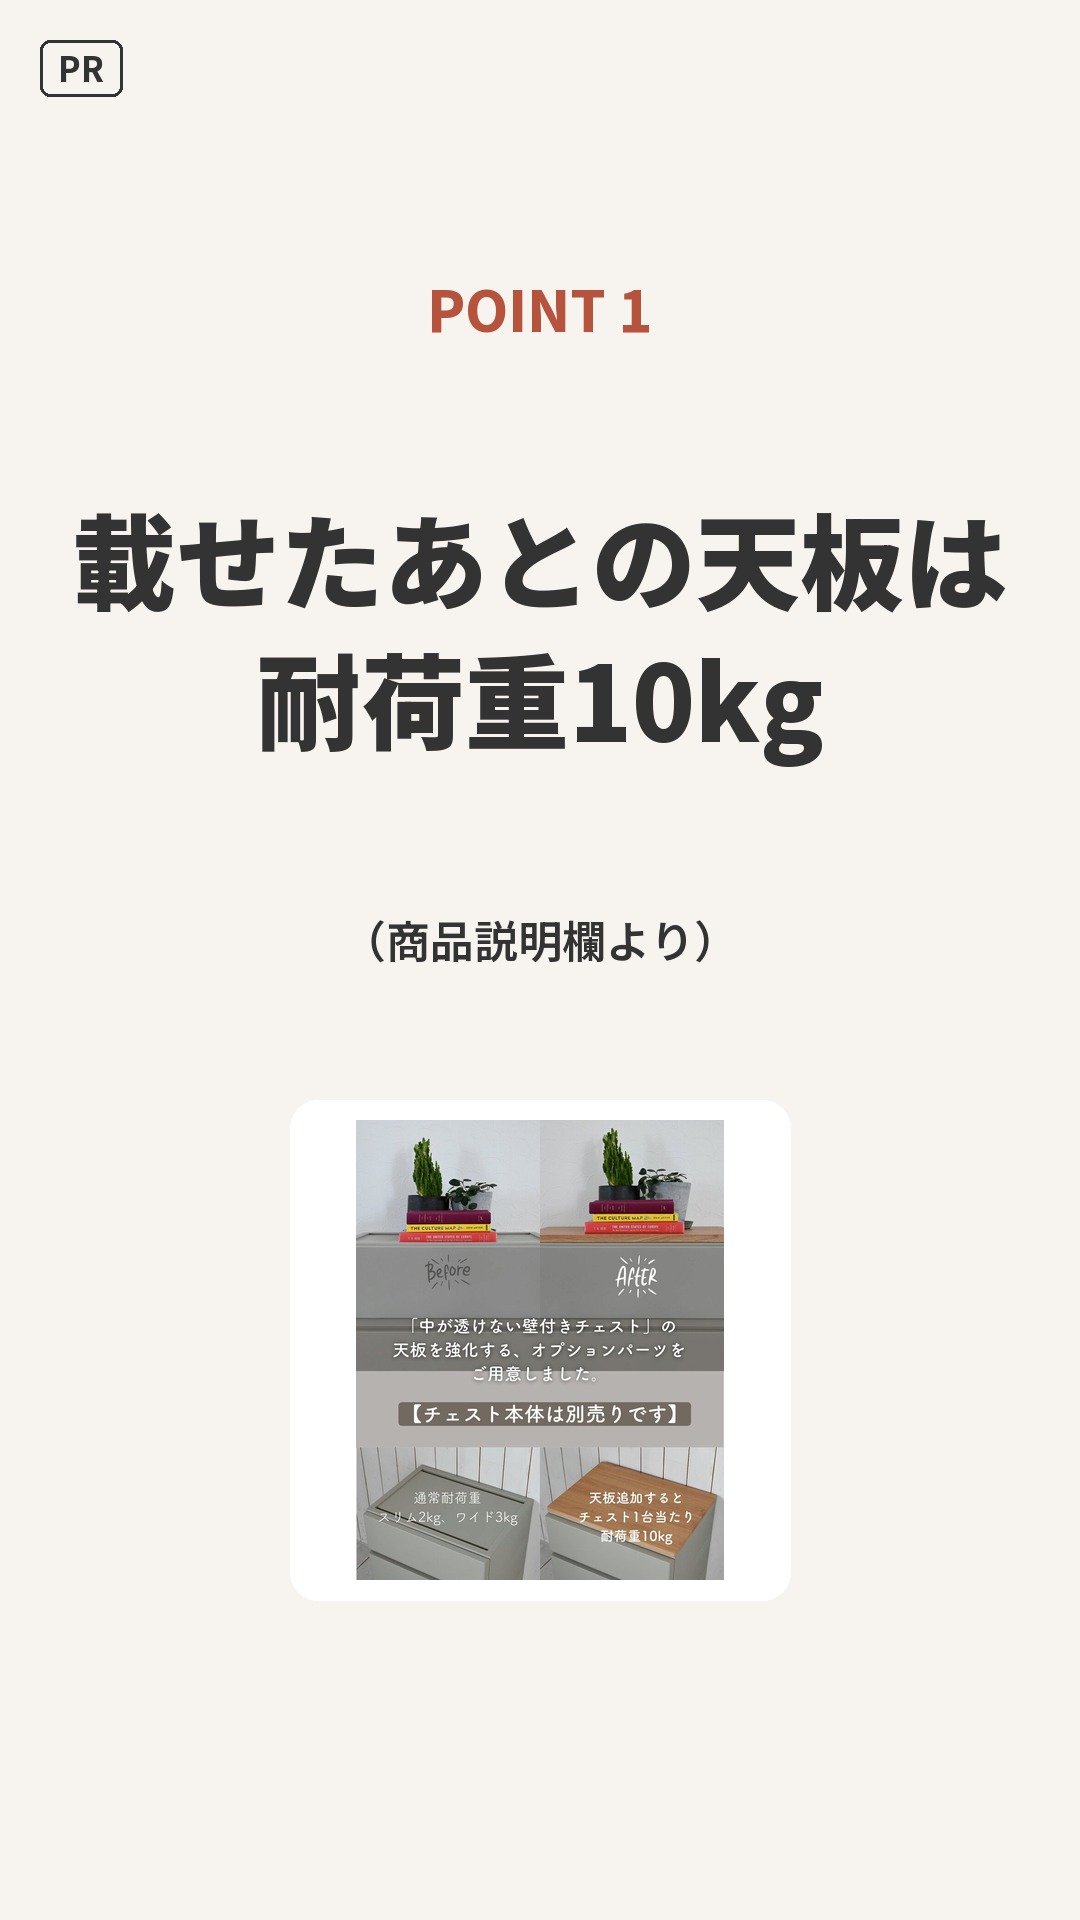 PR
POINT 1
載せたあとの天板は
耐荷重10kg
（商品説明欄より）
THE CULTURE MAP
THE CULTURE MAP
Before
AFTER
「中が透けない壁付きチェスト」の
天板を強化する、オプションパーツを
ご用意しました。
【チェスト本体は別売りです】
通常耐荷重
スリム2kg、ワイド3kg
天板追加すると
チェスト1台当たり
耐荷重10kg